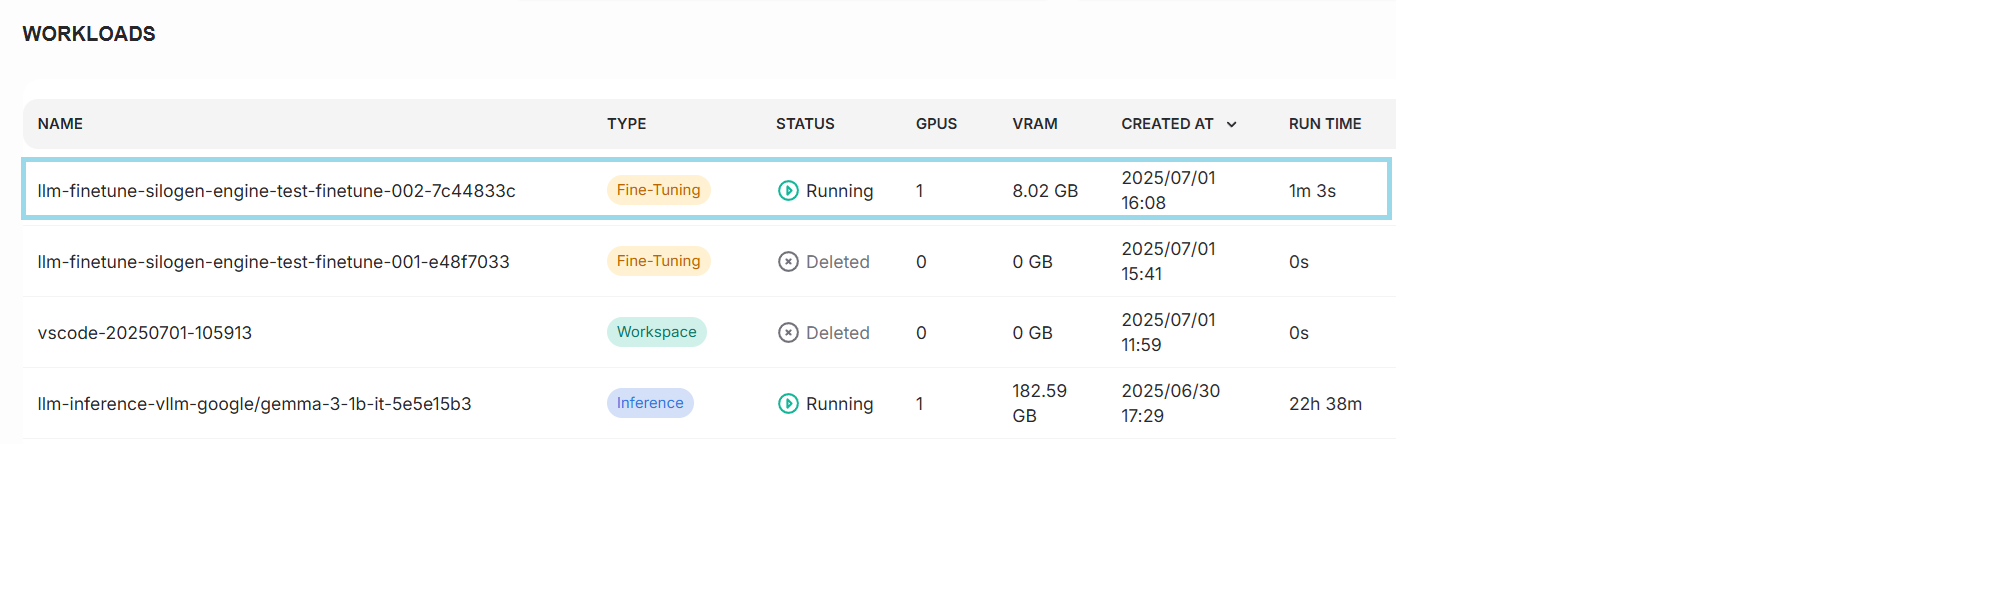 WORKLOADS
NAME TYPE STATUS GPUS VRAM CREATED AT RUN TIME
llm-finetune-silogen-engine-test-finetune-002-7c44833c Fine-Tuning Running 1 8.02 GB 2025/07/01 16:08 1m 3s
llm-finetune-silogen-engine-test-finetune-001-e48f7033 Fine-Tuning Deleted 0 0 GB 2025/07/01 15:41 0s
vscode-20250701-105913 Workspace Deleted 0 0 GB 2025/07/01 11:59 0s
llm-inference-vllm-google/gemma-3-1b-it-5e5e15b3 Inference Running 1 182.59 GB 2025/06/30 17:29 22h 38m